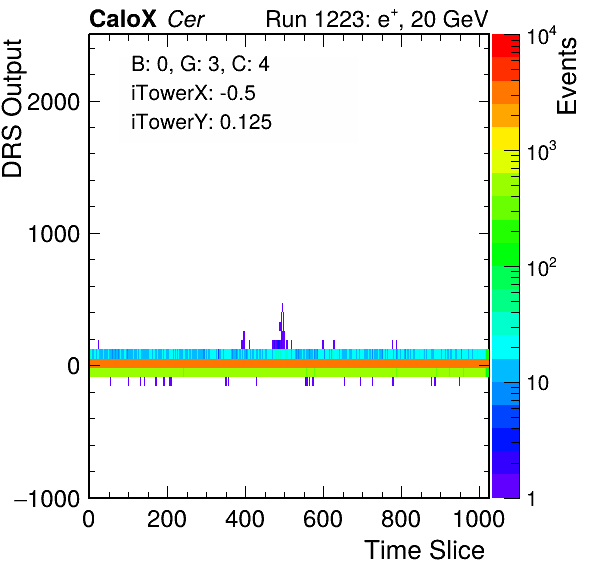 CaloX Cer Run 1223: e⁺, 20 GeV
B: 0, G: 3, C: 4
iTowerX: -0.5
iTowerY: 0.125
DRS Output
2000
1000
0
−1000
0 200 400 600 800 1000
Time Slice
10⁴
10³
10²
10
1
Events